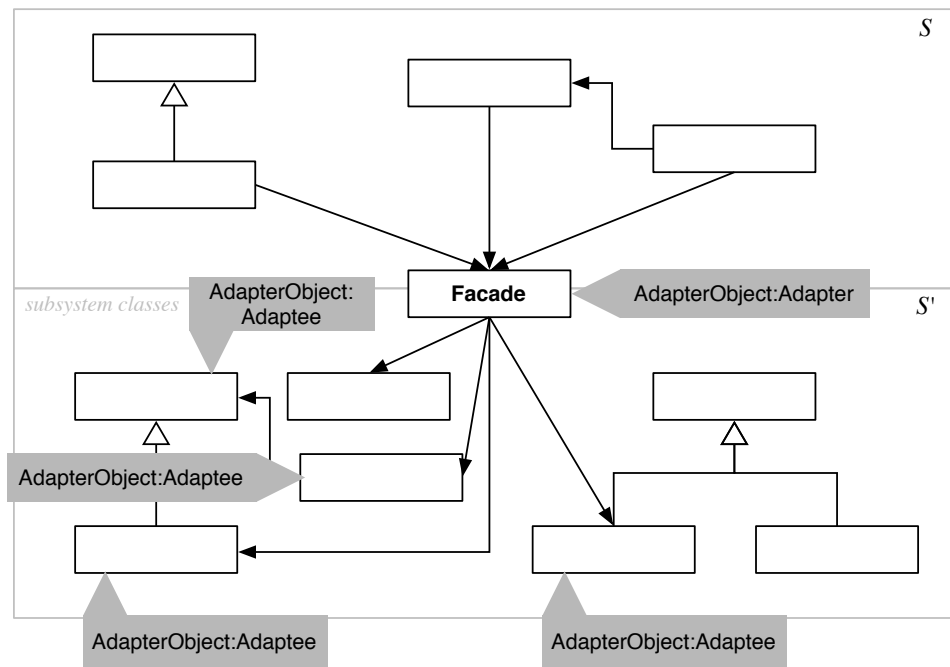 S
AdapterObject:
Adaptee
Facade
AdapterObject:Adapter
subsystem classes
S'
AdapterObject:Adaptee
AdapterObject:Adaptee
AdapterObject:Adaptee